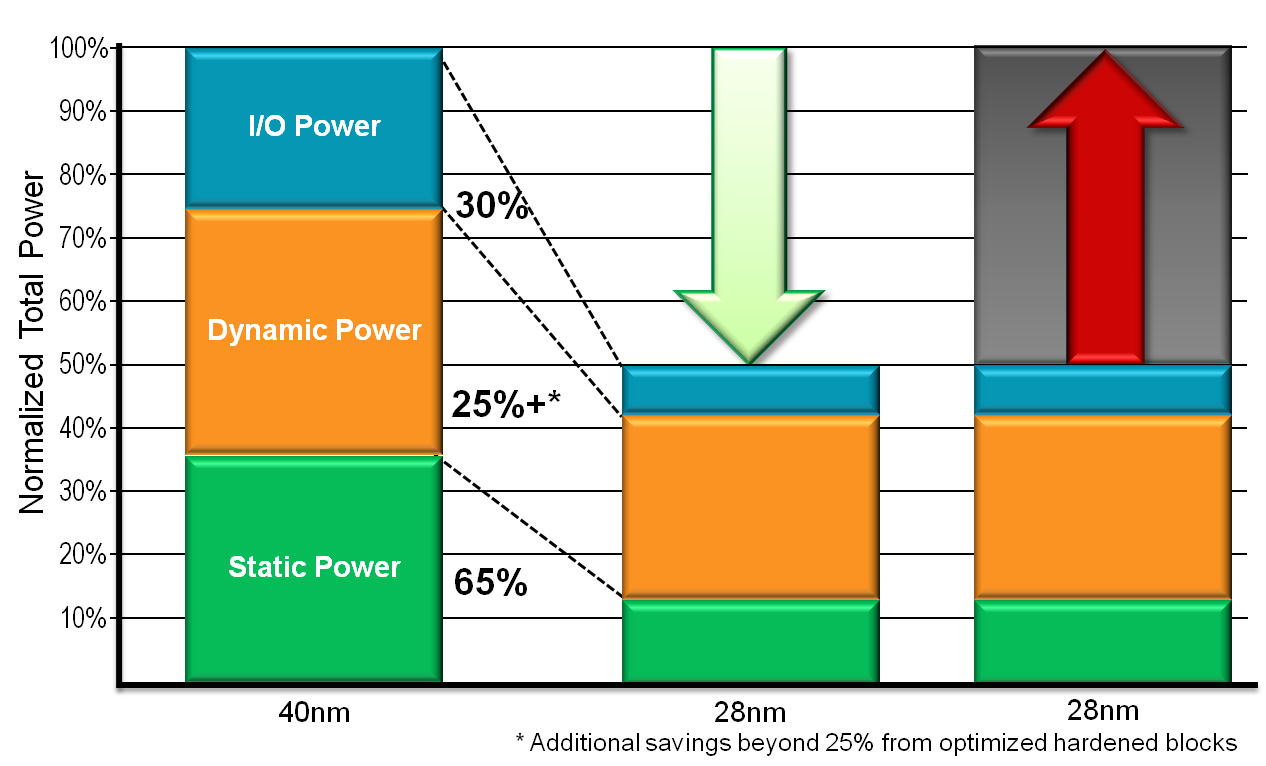 Normalized Total Power
100%
90%
80%
70%
60%
50%
40%
30%
20%
10%
I/O Power
Dynamic Power
Static Power
30%
25%+*
65%
40nm
28nm
28nm
* Additional savings beyond 25% from optimized hardened blocks